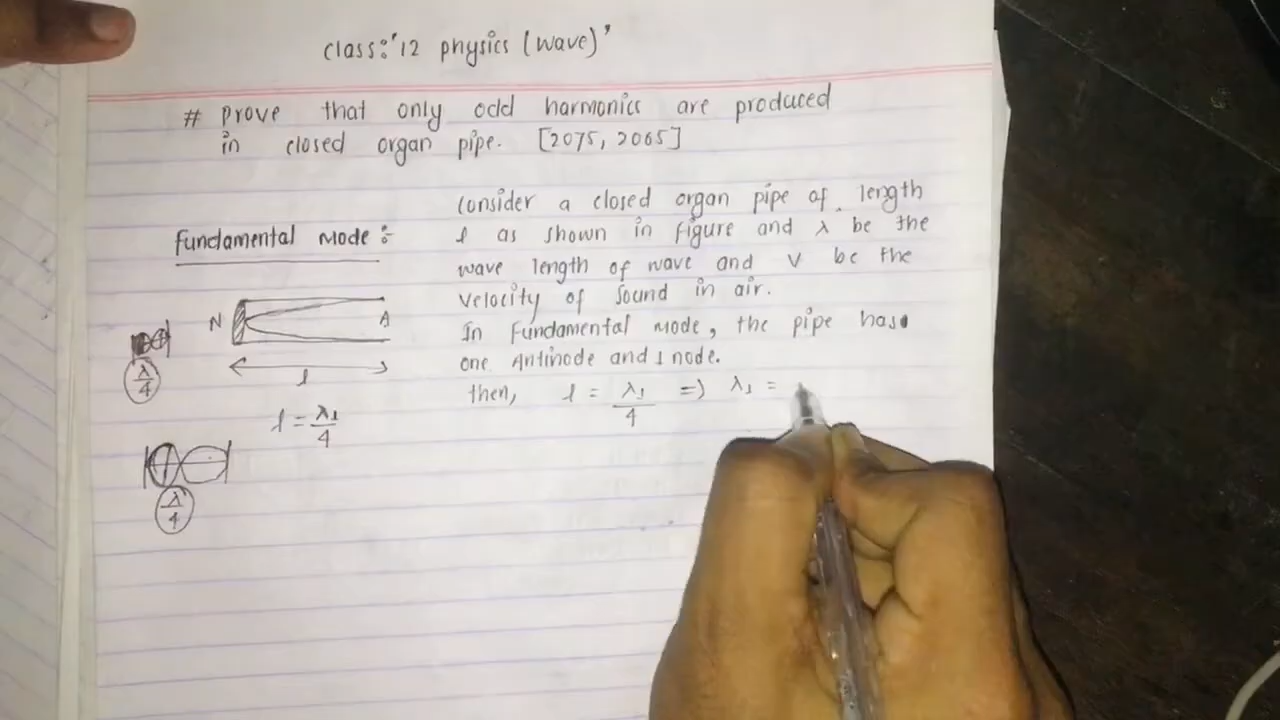 class:'12 physics (wave)'
# prove that only odd harmonics are produced
in closed organ pipe. [2075, 2065]
Consider a closed organ pipe of length
l as shown in figure and λ be the
wave length of wave and v be the
velocity of sound in air.
In Fundamental mode, the pipe has
one Antinode and 1 node.
then, l = λ1/4 => λ1 =
Fundamental Mode:-
N A
l
l = λ1/4
λ/4
λ/4